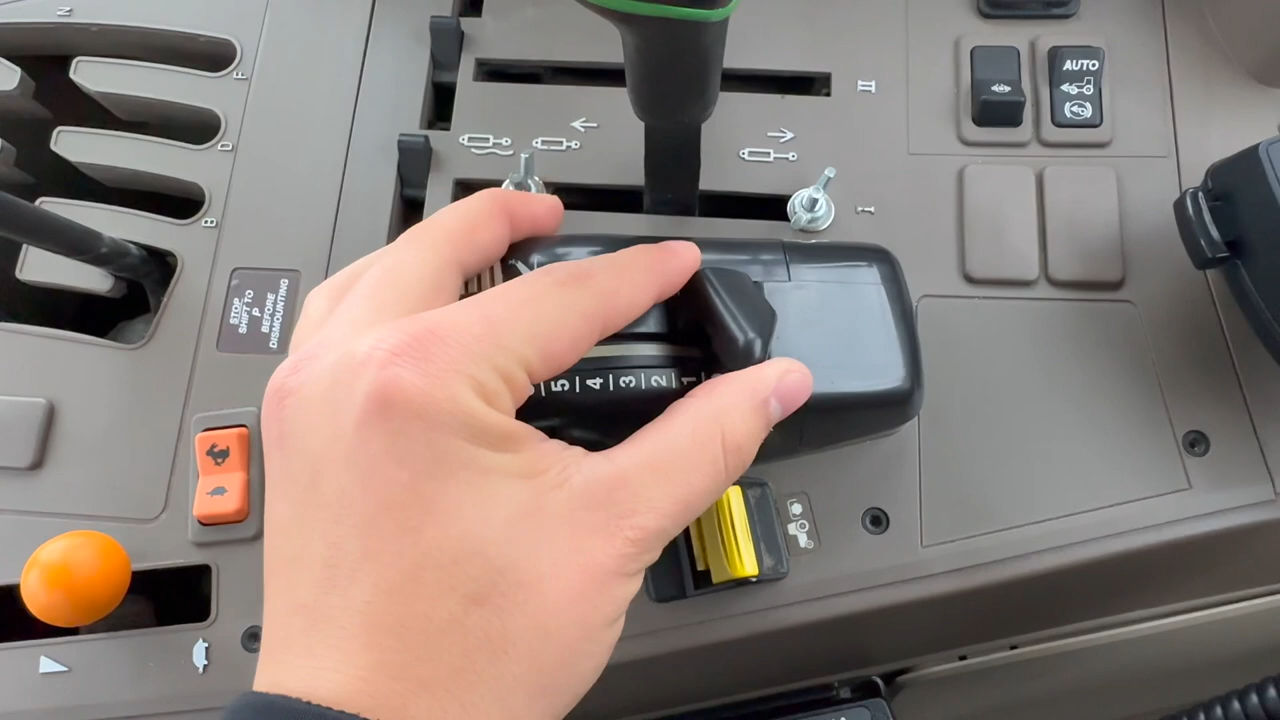 N
F
D
B
II
I
AUTO
STOP
SHIFT TO
P
BEFORE
DISMOUNTING
5 | 4 | 3 | 2 | 1